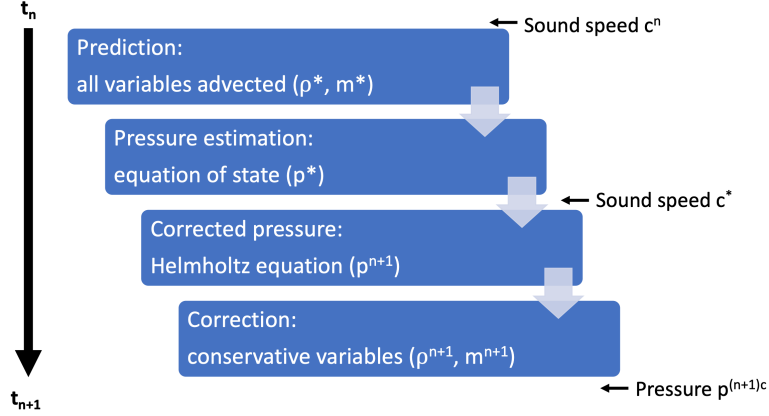 tₙ
Sound speed cⁿ
Prediction:
all variables advected (ρ*, m*)
Pressure estimation:
equation of state (p*)
Sound speed c*
Corrected pressure:
Helmholtz equation (pⁿ⁺¹)
Correction:
conservative variables (ρⁿ⁺¹, mⁿ⁺¹)
Pressure p⁽ⁿ⁺¹⁾ᶜ
tₙ₊₁